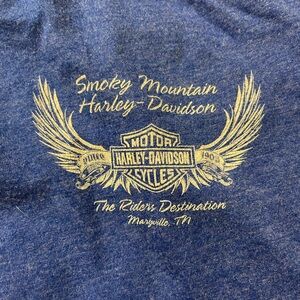 Smoky Mountain
Harley-Davidson
MOTOR
HARLEY-DAVIDSON
CYCLES
The Riders Destination
Maryville, TN